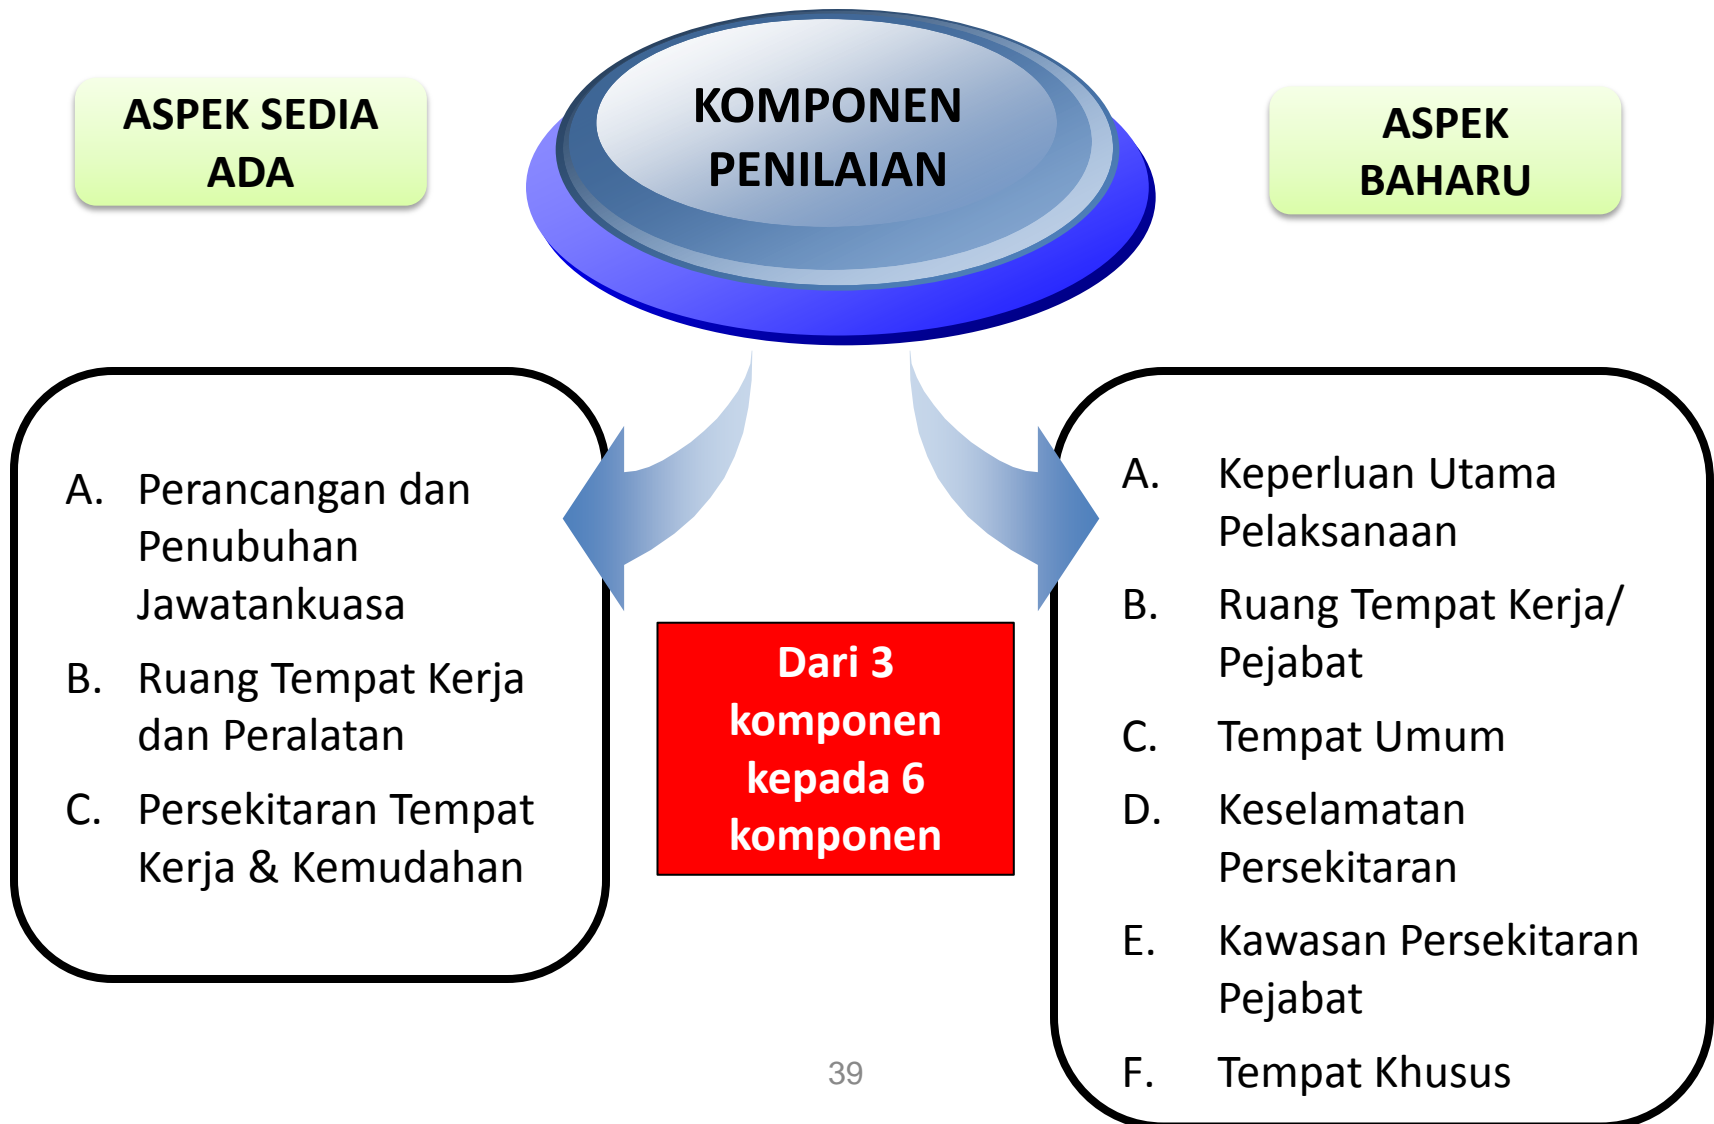 ASPEK SEDIA
ADA
KOMPONEN
PENILAIAN
ASPEK
BAHARU
A. Perancangan dan
Penubuhan
Jawatankuasa
B. Ruang Tempat Kerja
dan Peralatan
C. Persekitaran Tempat
Kerja & Kemudahan
Dari 3
komponen
kepada 6
komponen
A. Keperluan Utama
Pelaksanaan
B. Ruang Tempat Kerja/
Pejabat
C. Tempat Umum
D. Keselamatan
Persekitaran
E. Kawasan Persekitaran
Pejabat
F. Tempat Khusus
39